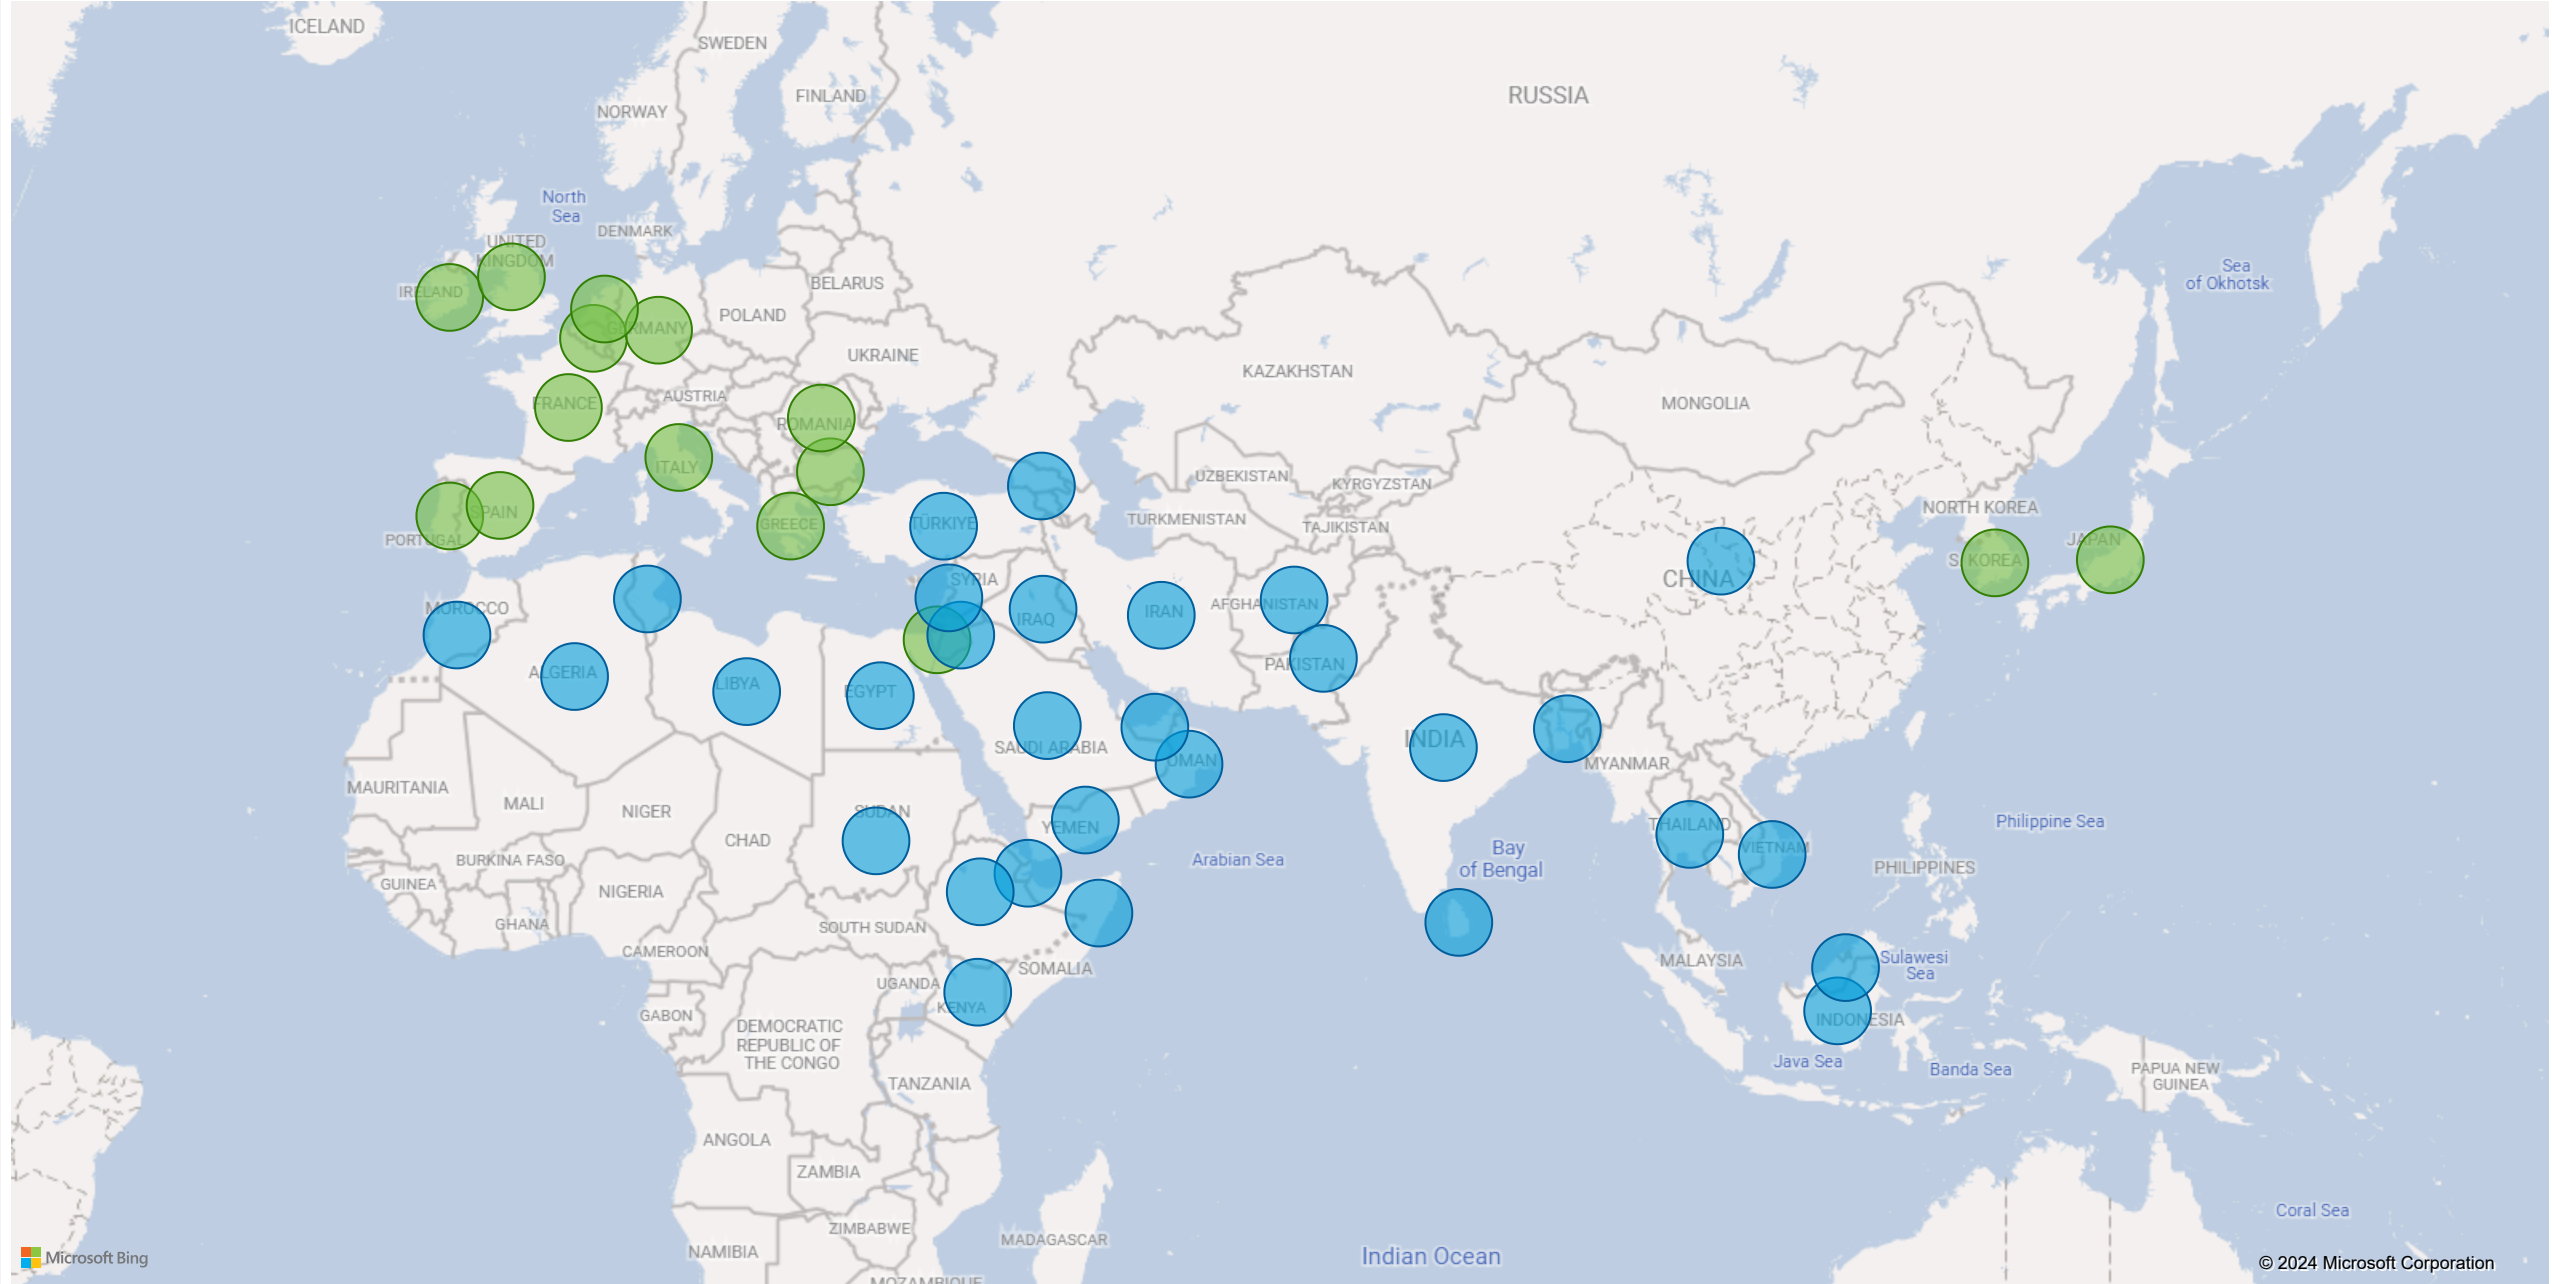 ICELAND
SWEDEN
FINLAND
NORWAY
RUSSIA
North
Sea
DENMARK
UNITED
KINGDOM
IRELAND
BELARUS
POLAND
GERMANY
UKRAINE
Sea
of Okhotsk
KAZAKHSTAN
MONGOLIA
AUSTRIA
FRANCE
ROMANIA
ITALY
UZBEKISTAN
KYRGYZSTAN
SPAIN
PORTUGAL
GREECE
TÜRKIYE
TURKMENISTAN
TAJIKISTAN
NORTH KOREA
S. KOREA
JAPAN
SYRIA
CHINA
MOROCCO
IRAQ
IRAN
AFGHANISTAN
PAKISTAN
ALGERIA
LIBYA
EGYPT
SAUDI ARABIA
OMAN
INDIA
MYANMAR
MAURITANIA
MALI
NIGER
CHAD
SUDAN
YEMEN
THAILAND
VIETNAM
Philippine Sea
Arabian Sea
Bay
of Bengal
PHILIPPINES
BURKINA FASO
GUINEA
NIGERIA
GHANA
SOUTH SUDAN
CAMEROON
SOMALIA
MALAYSIA
Sulawesi
Sea
UGANDA
KENYA
GABON
INDONESIA
DEMOCRATIC
REPUBLIC OF
THE CONGO
Java Sea
Banda Sea
PAPUA NEW
GUINEA
TANZANIA
ANGOLA
ZAMBIA
ZIMBABWE
MADAGASCAR
Coral Sea
NAMIBIA
Indian Ocean
MOZAMBIQUE
Microsoft Bing
© 2024 Microsoft Corporation